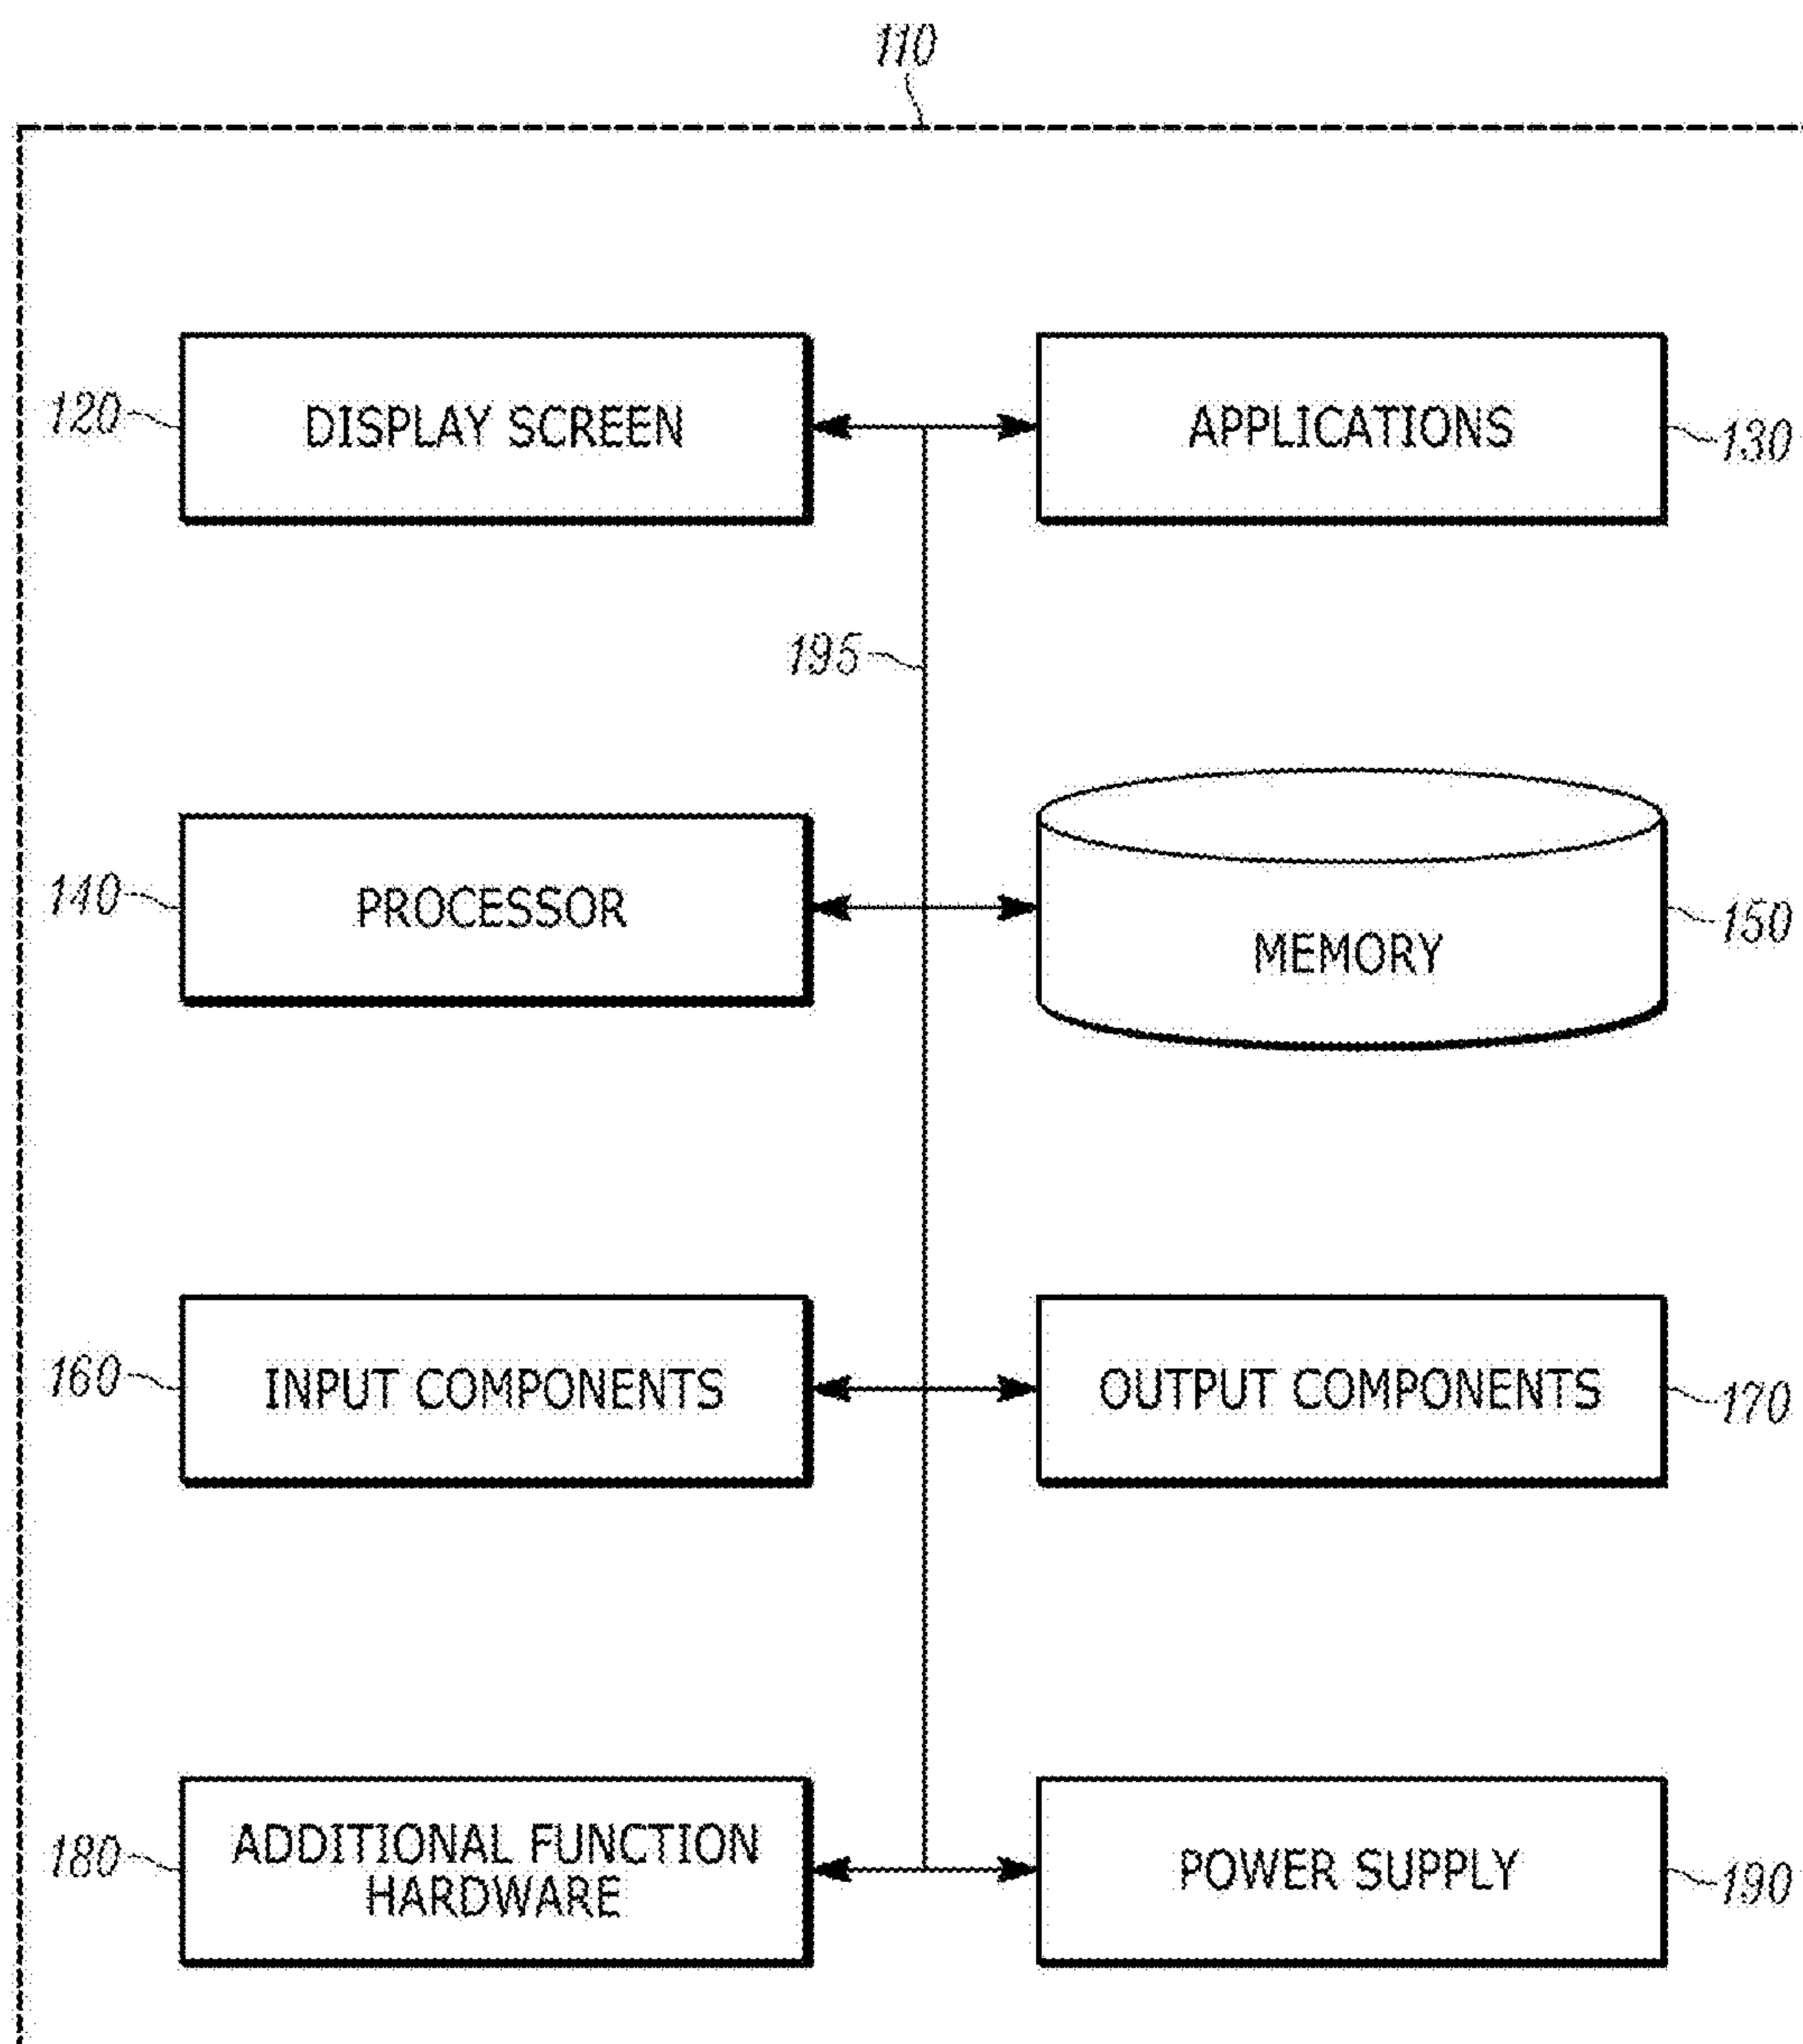 110
120
DISPLAY SCREEN
APPLICATIONS
130
195
140
PROCESSOR
MEMORY
150
160
INPUT COMPONENTS
OUTPUT COMPONENTS
170
180
ADDITIONAL FUNCTION
HARDWARE
POWER SUPPLY
190